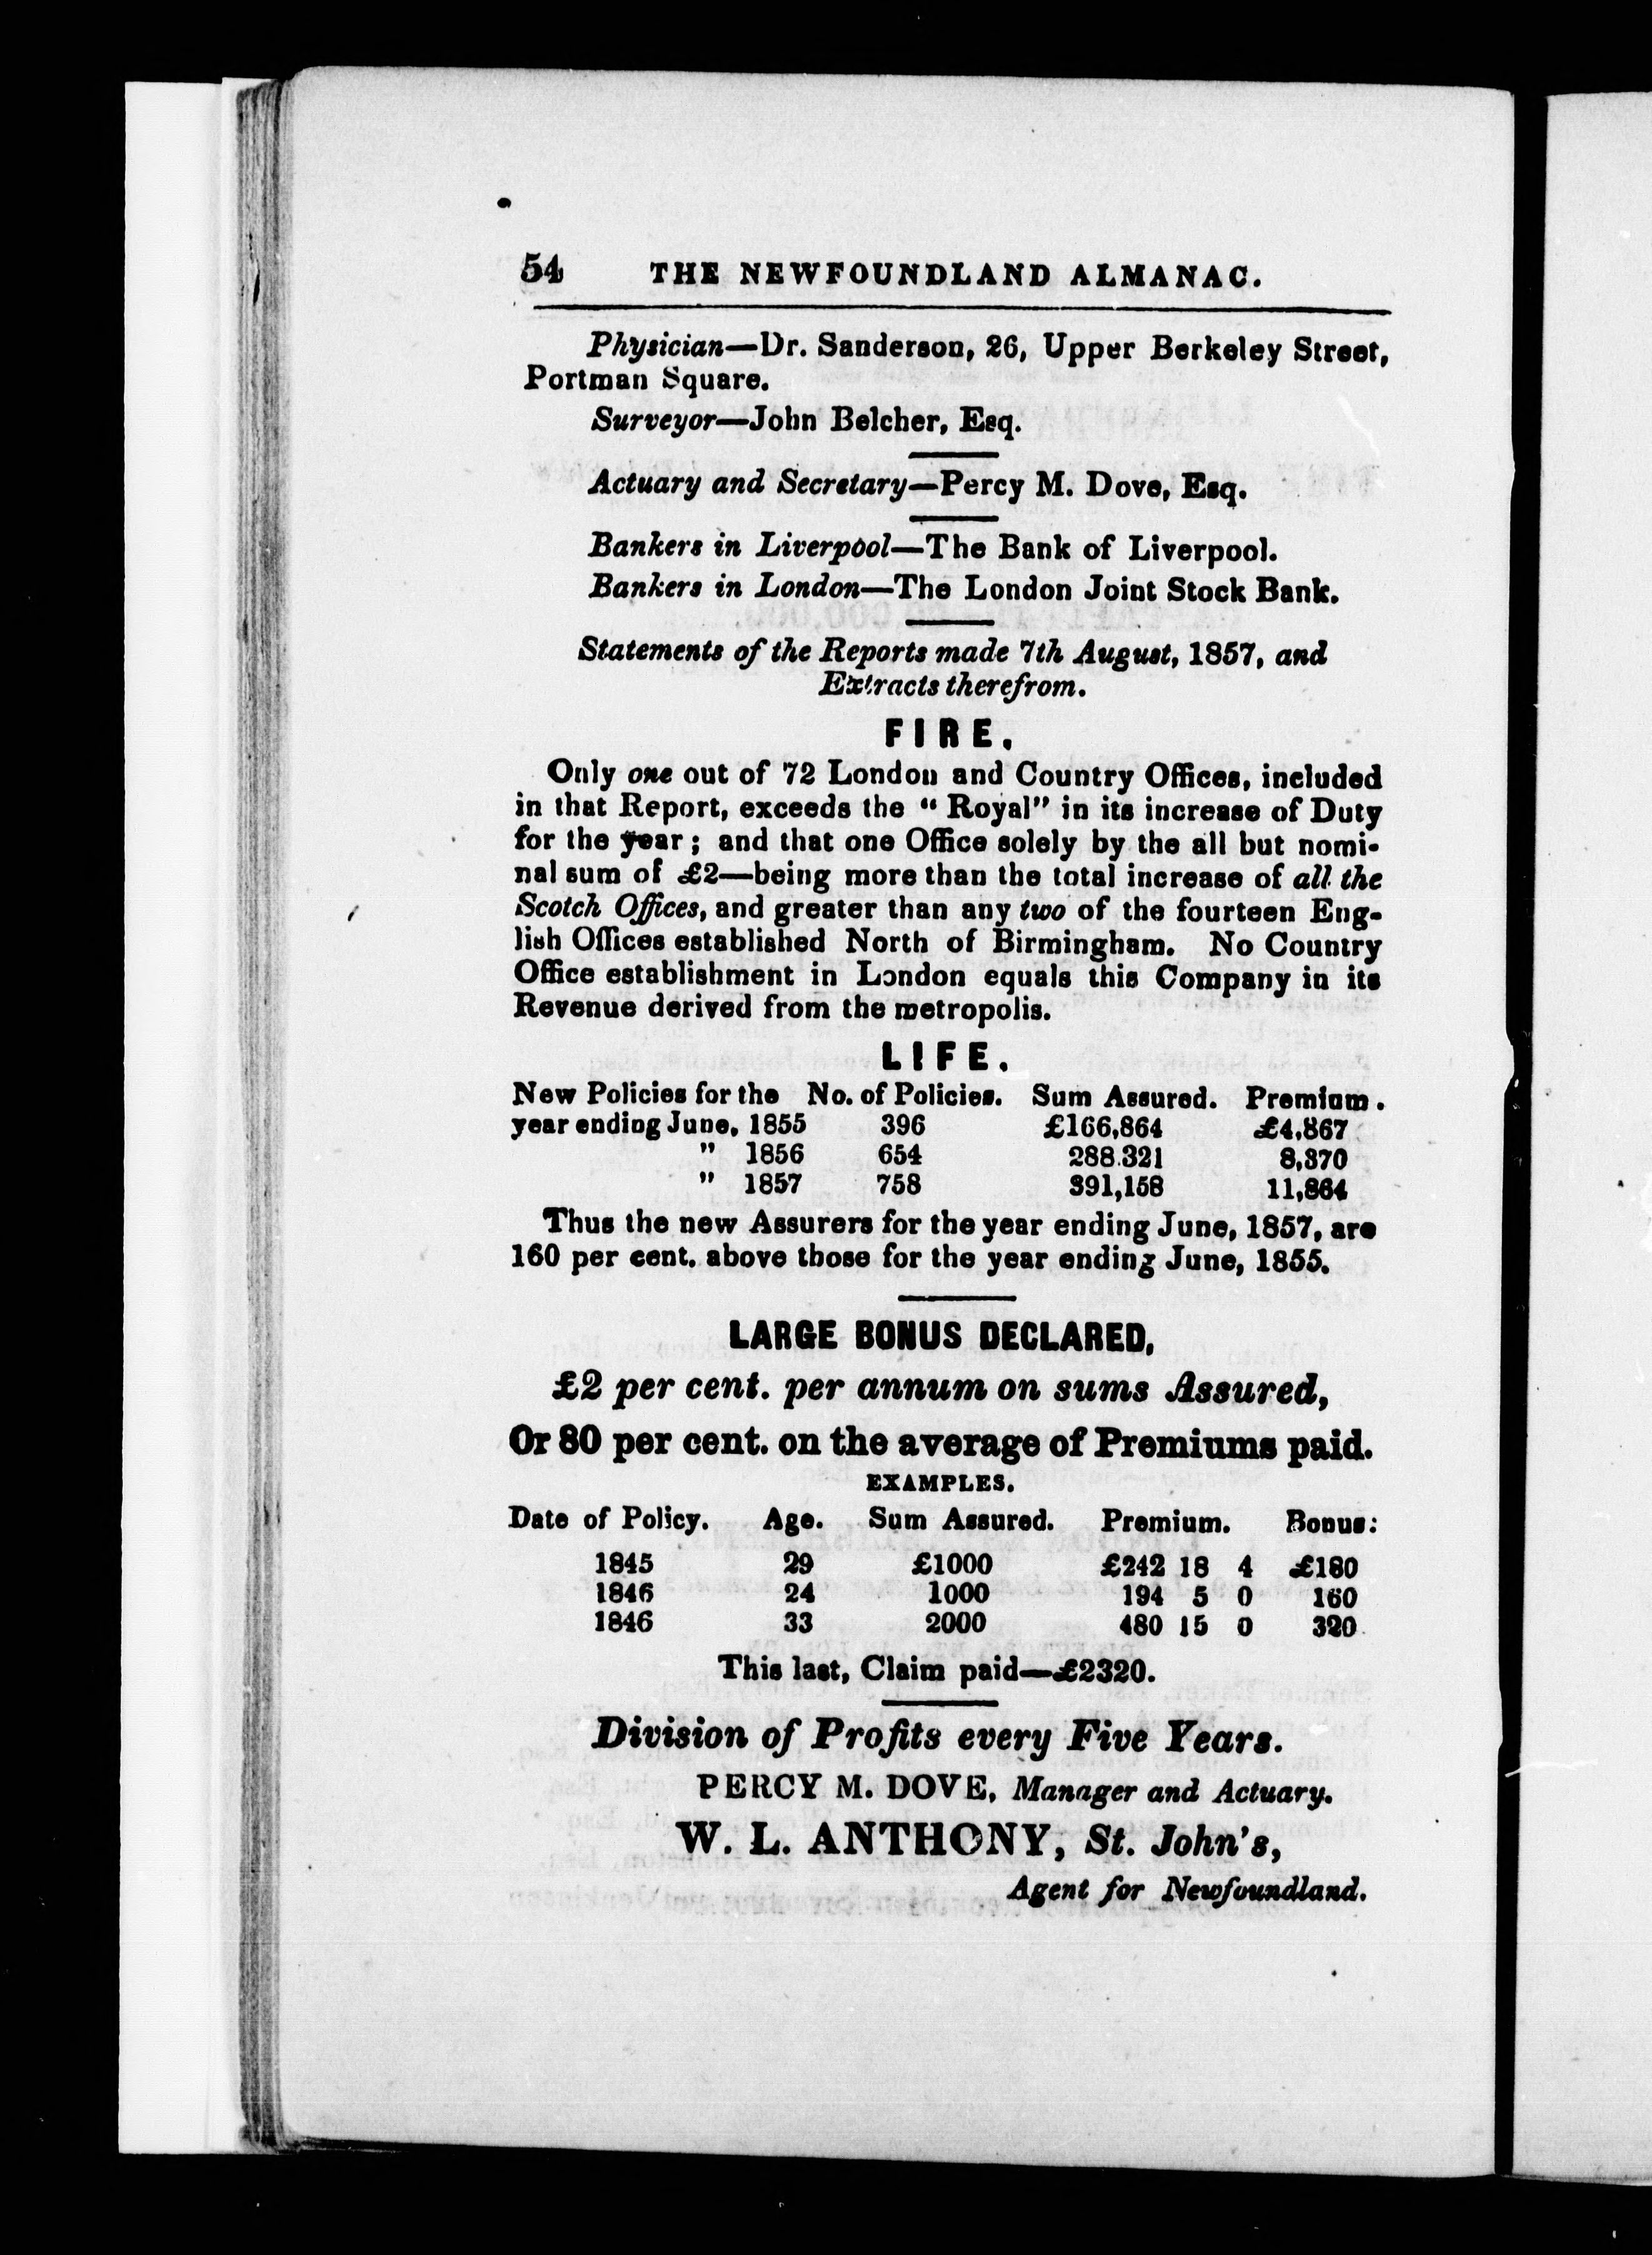 54 THE NEWFOUNDLAND ALMANAC.
Physician—Dr. Sanderson, 26, Upper Berkeley Street,
Portman Square.
Surveyor—John Belcher, Esq.
Actuary and Secretary—Percy M. Dove, Esq.
Bankers in Liverpool—The Bank of Liverpool.
Bankers in London—The London Joint Stock Bank.
Statements of the Reports made 7th August, 1857, and
Extracts therefrom.
FIRE.
Only one out of 72 London and Country Offices, included
in that Report, exceeds the "Royal" in its increase of Duty
for the year; and that one Office solely by the all but nomi-
nal sum of £2—being more than the total increase of all the
Scotch Offices, and greater than any two of the fourteen Eng-
lish Offices established North of Birmingham. No Country
Office establishment in London equals this Company in its
Revenue derived from the metropolis.
LIFE.
New Policies for the No. of Policies. Sum Assured. Premium.
year ending June, 1855 396 £166,864 £4,867
" 1856 654 288.321 8,370
" 1857 758 391,158 11,864
Thus the new Assurers for the year ending June, 1857, are
160 per cent. above those for the year ending June, 1855.
LARGE BONUS DECLARED,
£2 per cent. per annum on sums Assured,
Or 80 per cent. on the average of Premiums paid.
EXAMPLES.
Date of Policy. Age. Sum Assured. Premium. Bonus:
1845 29 £1000 £242 18 4 £180
1846 24 1000 194 5 0 160
1846 33 2000 480 15 0 320
This last, Claim paid—£2320.
Division of Profits every Five Years.
PERCY M. DOVE, Manager and Actuary.
W. L. ANTHONY, St. John's,
Agent for Newfoundland.